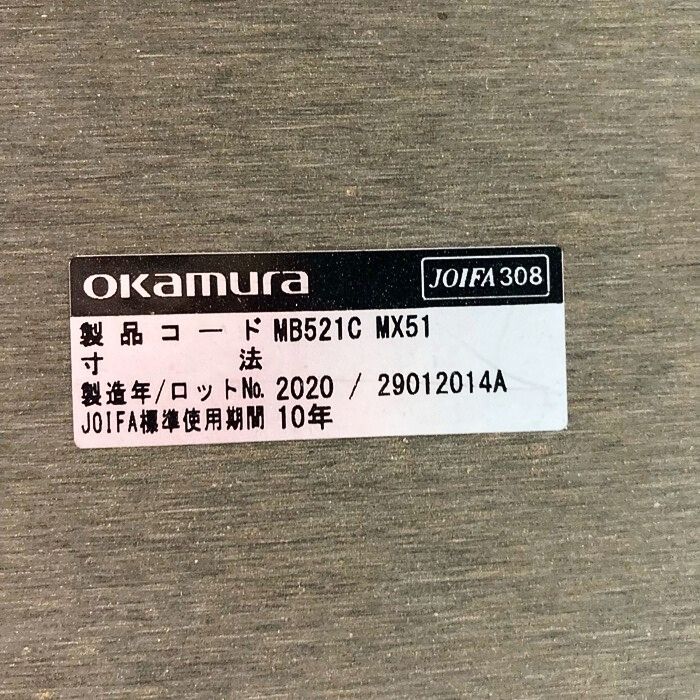 okamura
JOIFA 308
製品コード MB521C MX51
寸法
製造年/ロットNo. 2020 / 29012014A
JOIFA標準使用期間 10年